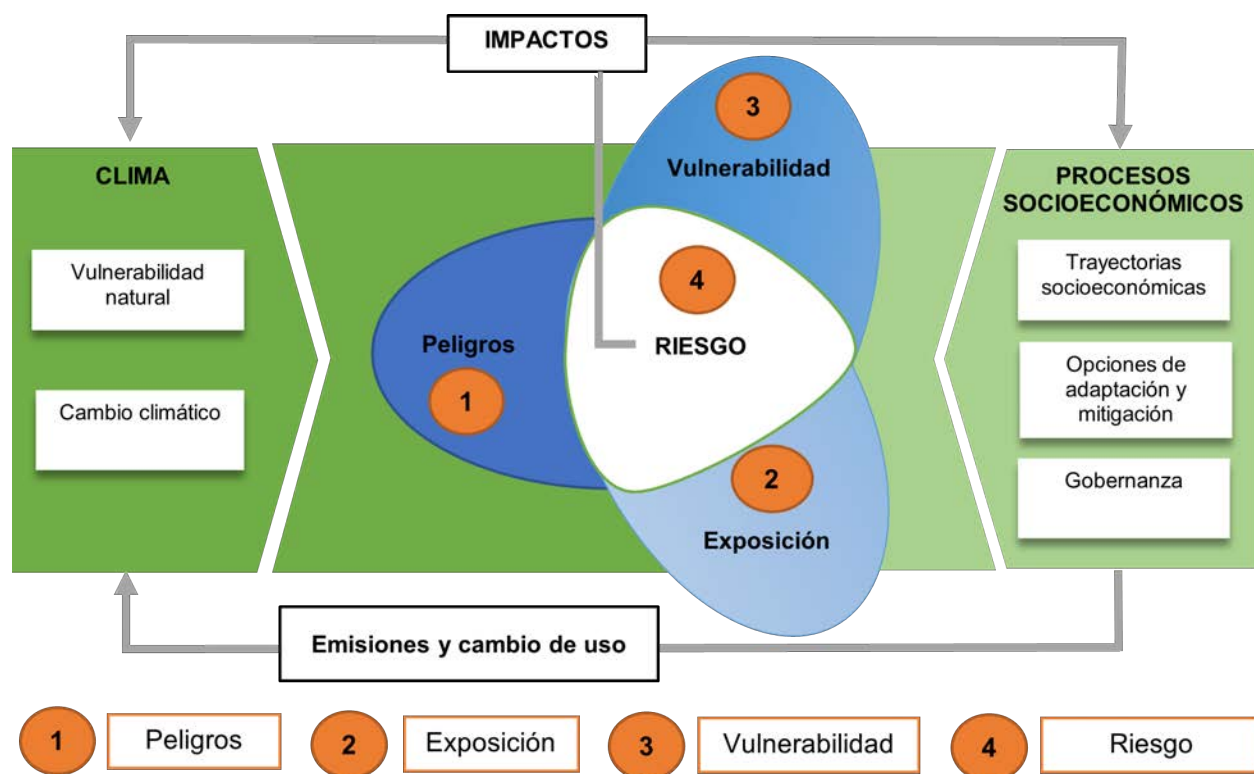 IMPACTOS
3
Vulnerabilidad
CLIMA
Vulnerabilidad
natural
Cambio climático
Peligros
1
4
RIESGO
2
Exposición
PROCESOS
SOCIOECONÓMICOS
Trayectorias
socioeconómicas
Opciones de
adaptación y
mitigación
Gobernanza
Emisiones y cambio de uso
1 Peligros
2 Exposición
3 Vulnerabilidad
4 Riesgo